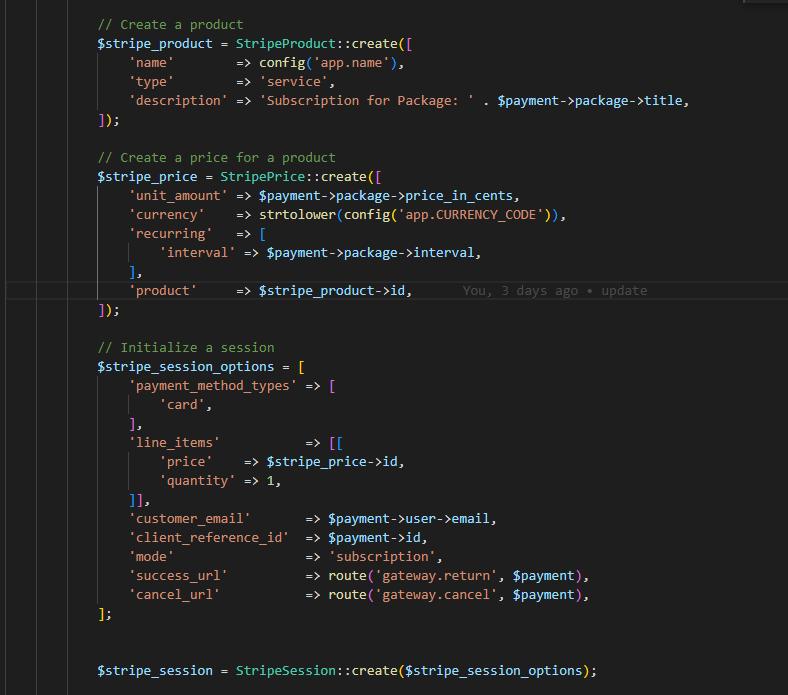 // Create a product
$stripe_product = StripeProduct::create([
    'name'        => config('app.name'),
    'type'        => 'service',
    'description' => 'Subscription for Package: ' . $payment->package->title,
]);

// Create a price for a product
$stripe_price = StripePrice::create([
    'unit_amount' => $payment->package->price_in_cents,
    'currency'    => strtolower(config('app.CURRENCY_CODE')),
    'recurring'   => [
        'interval' => $payment->package->interval,
    ],
    'product'     => $stripe_product->id,      You, 3 days ago • update
]);

// Initialize a session
$stripe_session_options = [
    'payment_method_types' => [
        'card',
    ],
    'line_items'           => [[
        'price'    => $stripe_price->id,
        'quantity' => 1,
    ]],
    'customer_email'       => $payment->user->email,
    'client_reference_id'  => $payment->id,
    'mode'                 => 'subscription',
    'success_url'          => route('gateway.return', $payment),
    'cancel_url'           => route('gateway.cancel', $payment),
];

$stripe_session = StripeSession::create($stripe_session_options);